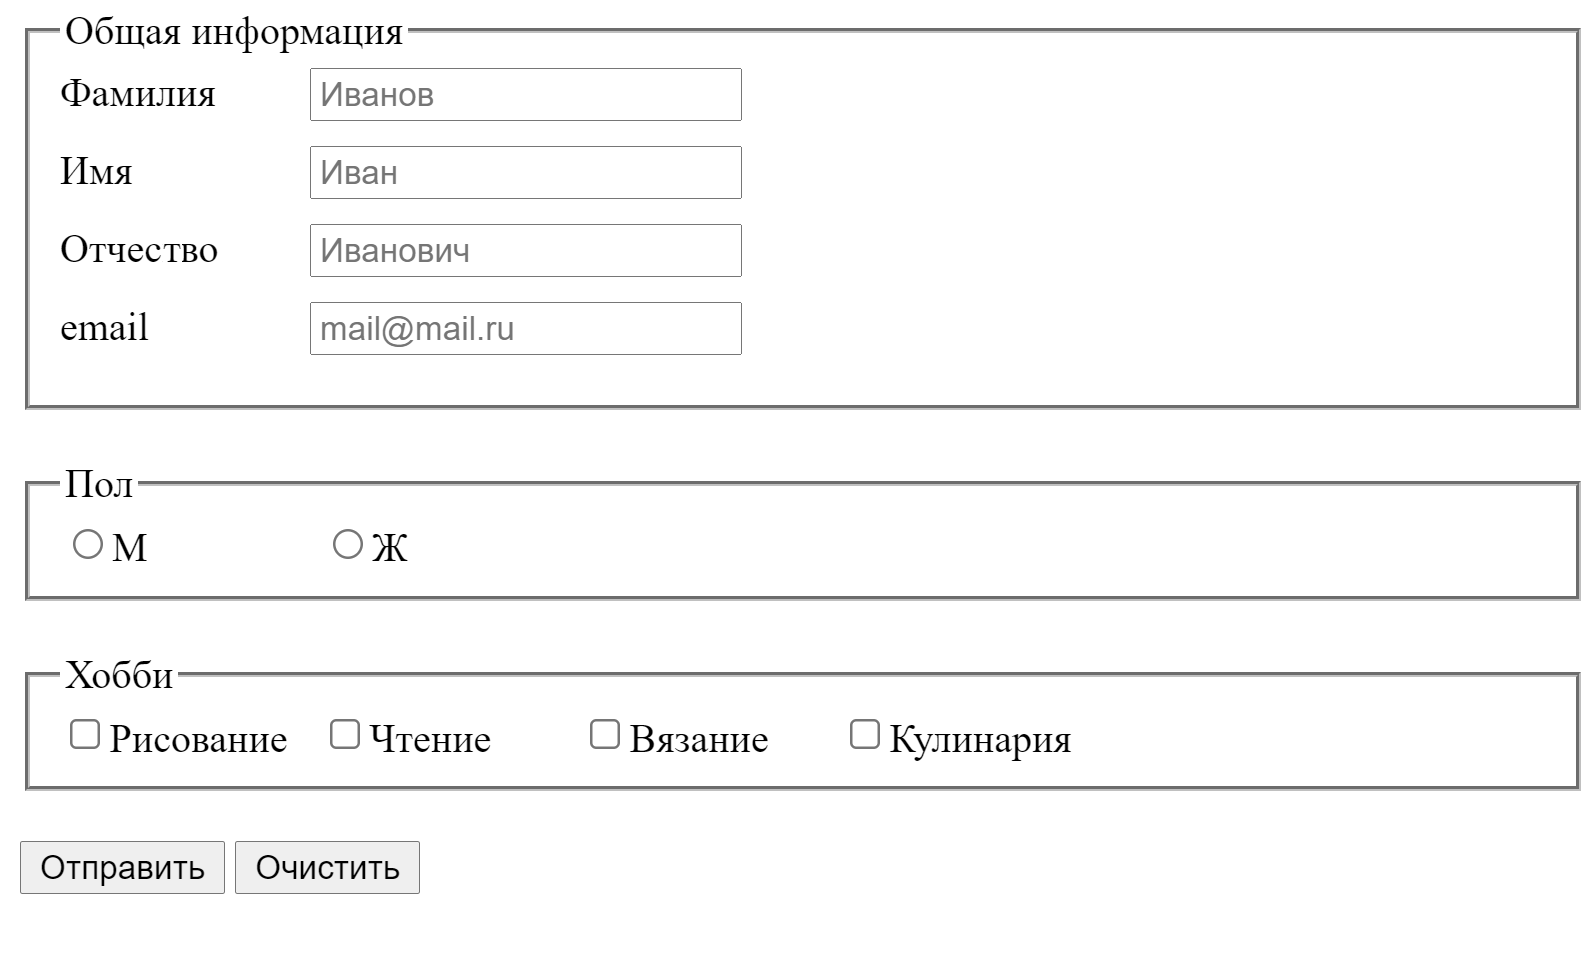 Общая информация
Фамилия Иванов
Имя Иван
Отчество Иванович
email mail@mail.ru
Пол
М Ж
Хобби
Рисование Чтение Вязание Кулинария
Отправить Очистить